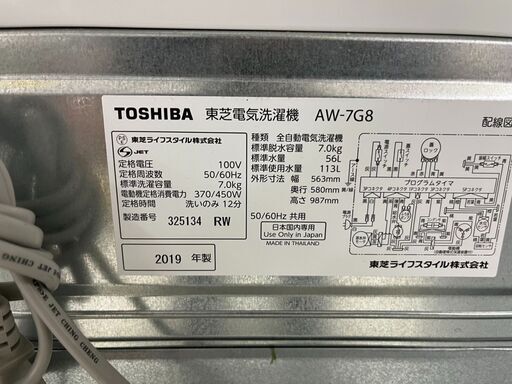 TOSHIBA 東芝電気洗濯機 AW-7G8
配線図
PSE
東芝ライフスタイル株式会社
JET
定格電圧 100V
定格周波数 50/60Hz
標準洗濯容量 7.0kg
電動機定格消費電力 370/450W
定格時間 洗いのみ 12分
製造番号 325134 RW
2019 年製
種類 全自動電気洗濯機
標準脱水容量 7.0kg
標準水量 56L
標準使用水量 113L
外形寸法 幅 563mm
奥行 580mm
高さ 987mm
50/60Hz 共用
日本国内専用
Use Only in Japan
MADE IN THAILAND
プログラムタイマ
東芝ライフスタイル株式会社
JET CHING CHENG